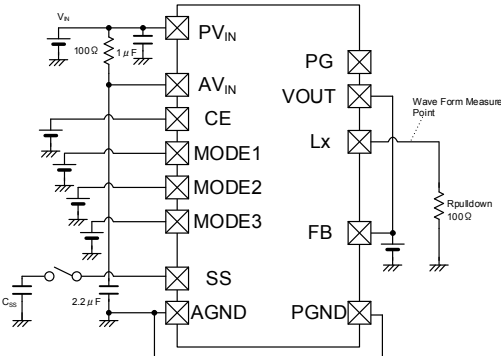 VIN
100Ω
1μF
PVIN
PG
AVIN
VOUT
Wave Form Measure
Point
CE
Lx
MODE1
MODE2
Rpulldown
100Ω
MODE3
FB
SS
CSS
2.2μF
AGND
PGND